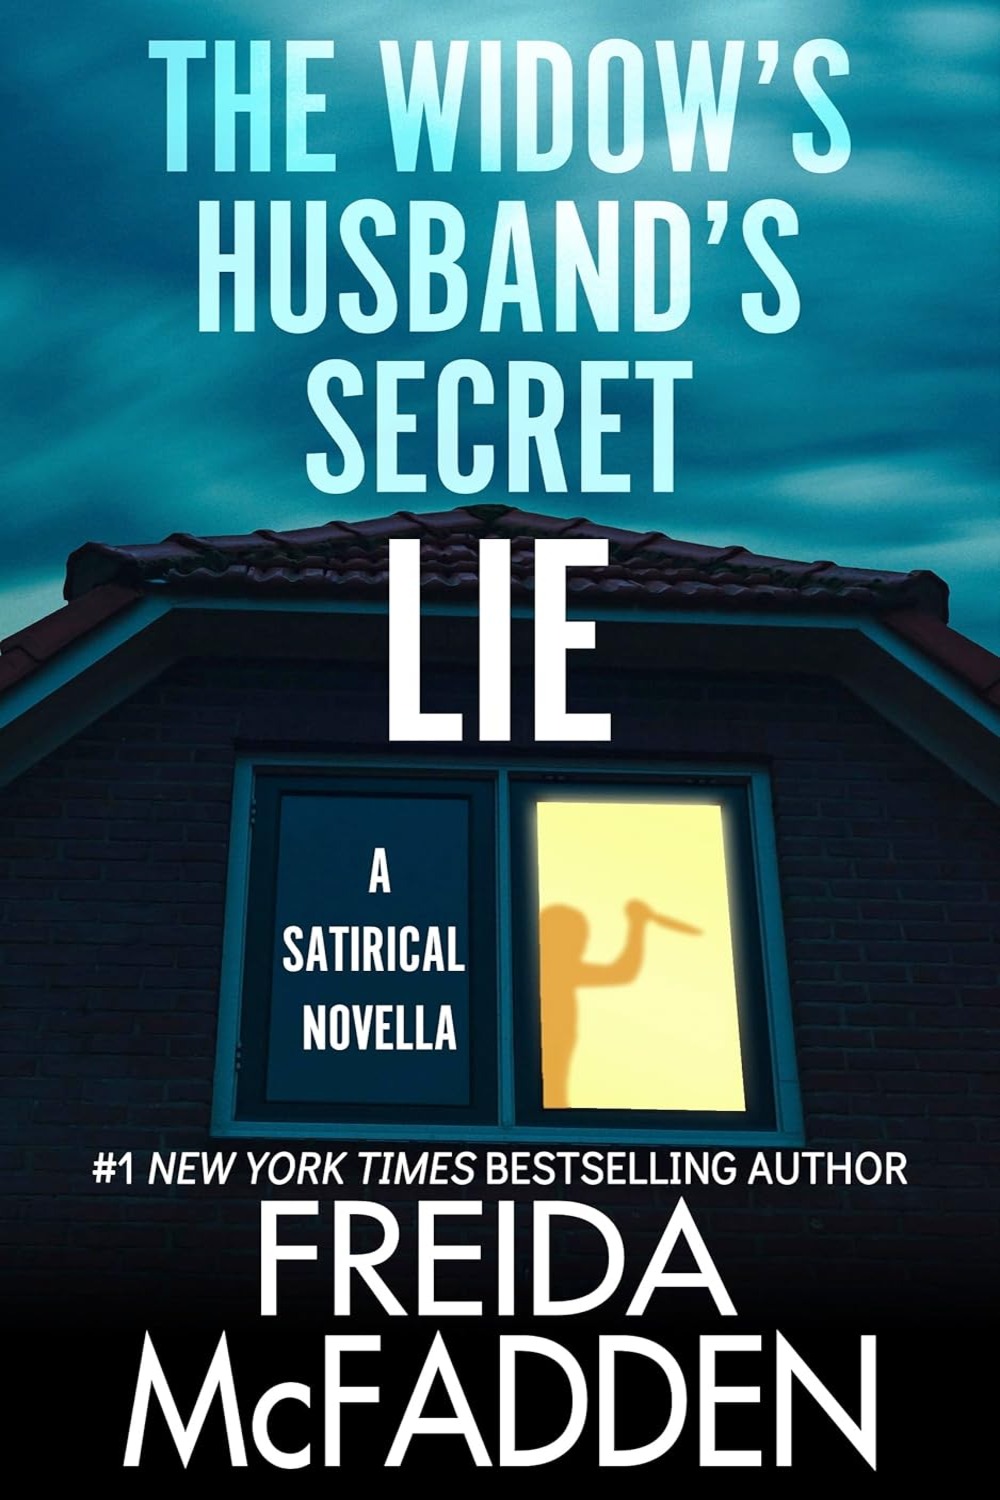 THE WIDOW’S
HUSBAND’S
SECRET
LIE
A
SATIRICAL
NOVELLA
#1 NEW YORK TIMES BESTSELLING AUTHOR
FREIDA
McFADDEN